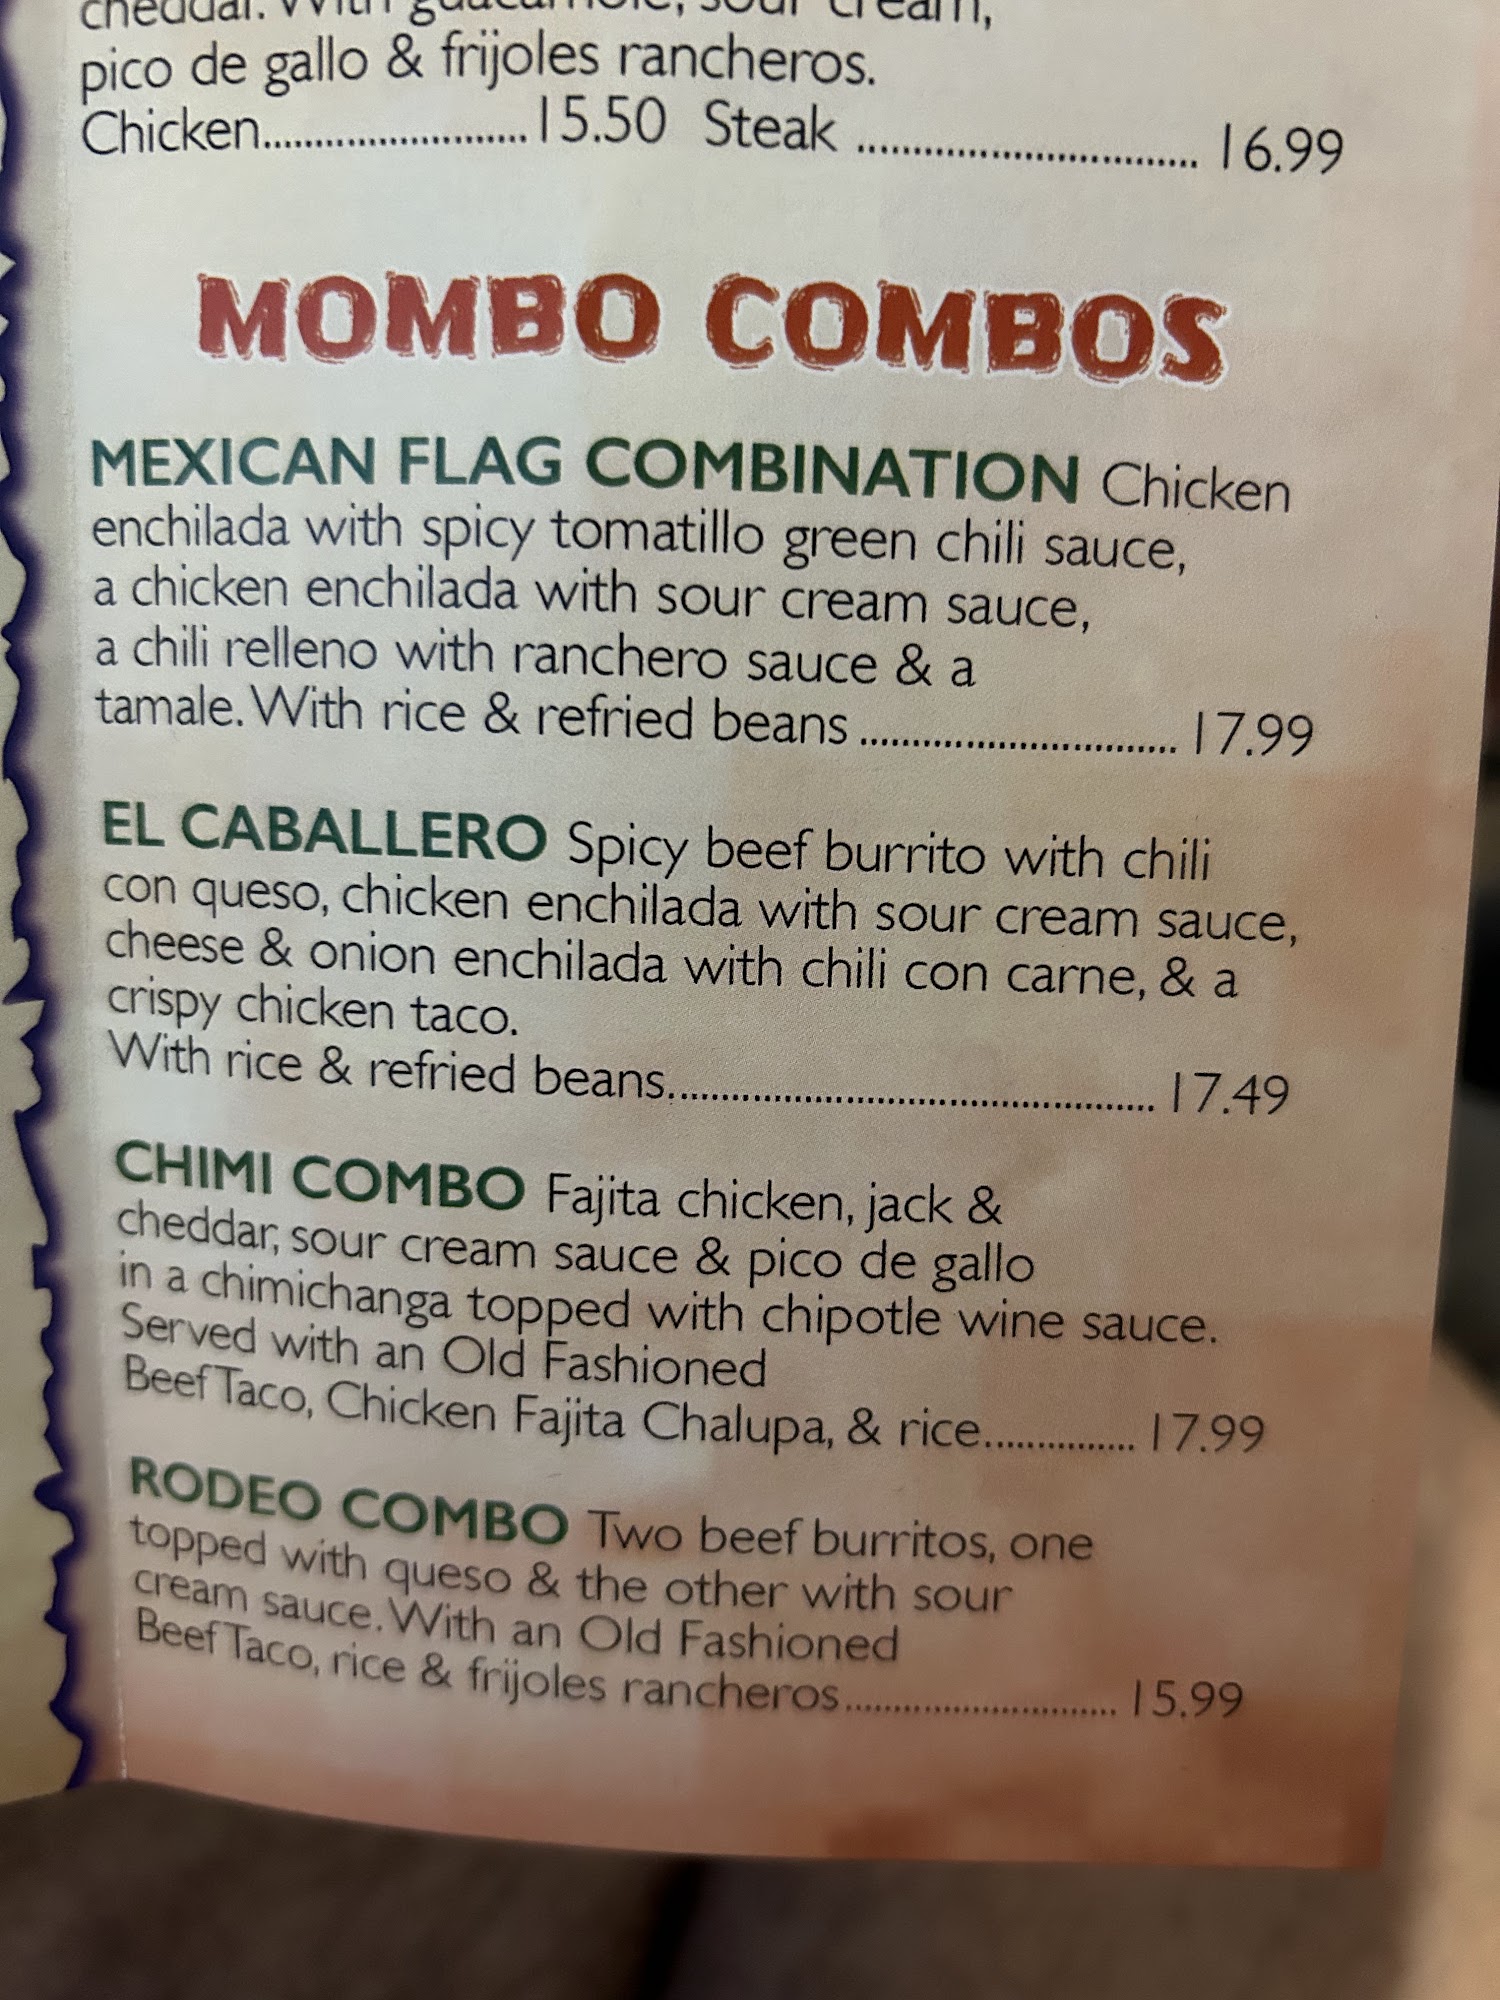 cheddar. With guacamole, sour cream,
pico de gallo & frijoles rancheros.
Chicken..........................15.50 Steak .................................. 16.99
MOMBO COMBOS
MEXICAN FLAG COMBINATION Chicken
enchilada with spicy tomatillo green chili sauce,
a chicken enchilada with sour cream sauce,
a chili relleno with ranchero sauce & a
tamale. With rice & refried beans ................................ 17.99
EL CABALLERO Spicy beef burrito with chili
con queso, chicken enchilada with sour cream sauce,
cheese & onion enchilada with chili con carne, & a
crispy chicken taco.
With rice & refried beans.................................................. 17.49
CHIMI COMBO Fajita chicken, jack &
cheddar, sour cream sauce & pico de gallo
in a chimichanga topped with chipotle wine sauce.
Served with an Old Fashioned
Beef Taco, Chicken Fajita Chalupa, & rice................ 17.99
RODEO COMBO Two beef burritos, one
topped with queso & the other with sour
cream sauce. With an Old Fashioned
Beef Taco, rice & frijoles rancheros............................. 15.99